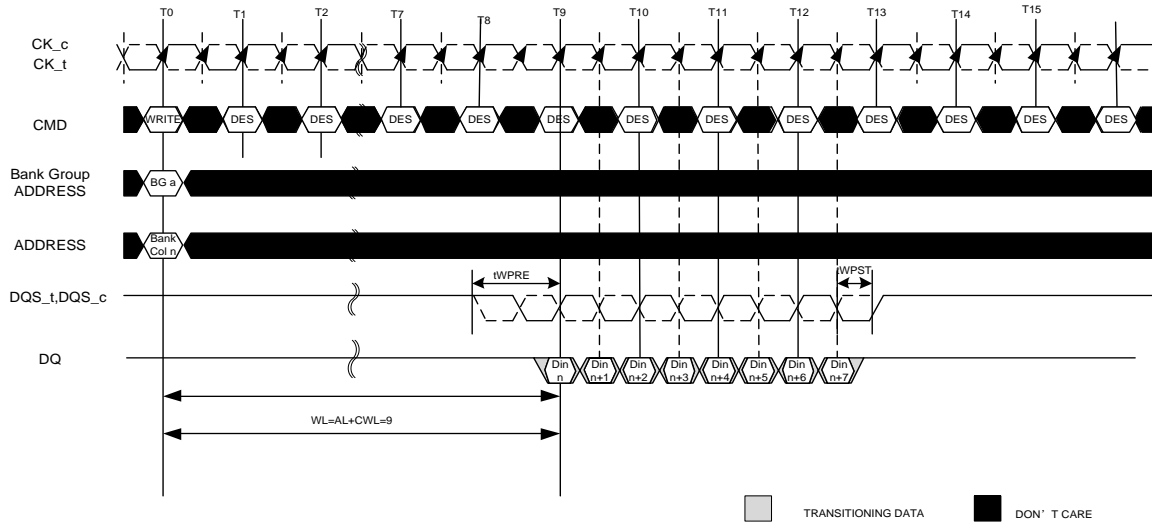 T0 T1 T2 T7 T8 T9 T10 T11 T12 T13 T14 T15
CK_c
CK_t
CMD WRITE DES DES DES DES DES DES DES DES DES DES DES DES
Bank Group
ADDRESS
BG a
ADDRESS
Bank
Col n
tWPRE
tWPST
DQS_t,DQS_c
DQ
Din
n
Din
n+1
Din
n+2
Din
n+3
Din
n+4
Din
n+5
Din
n+6
Din
n+7
WL=AL+CWL=9
TRANSITIONING DATA
DON'T CARE